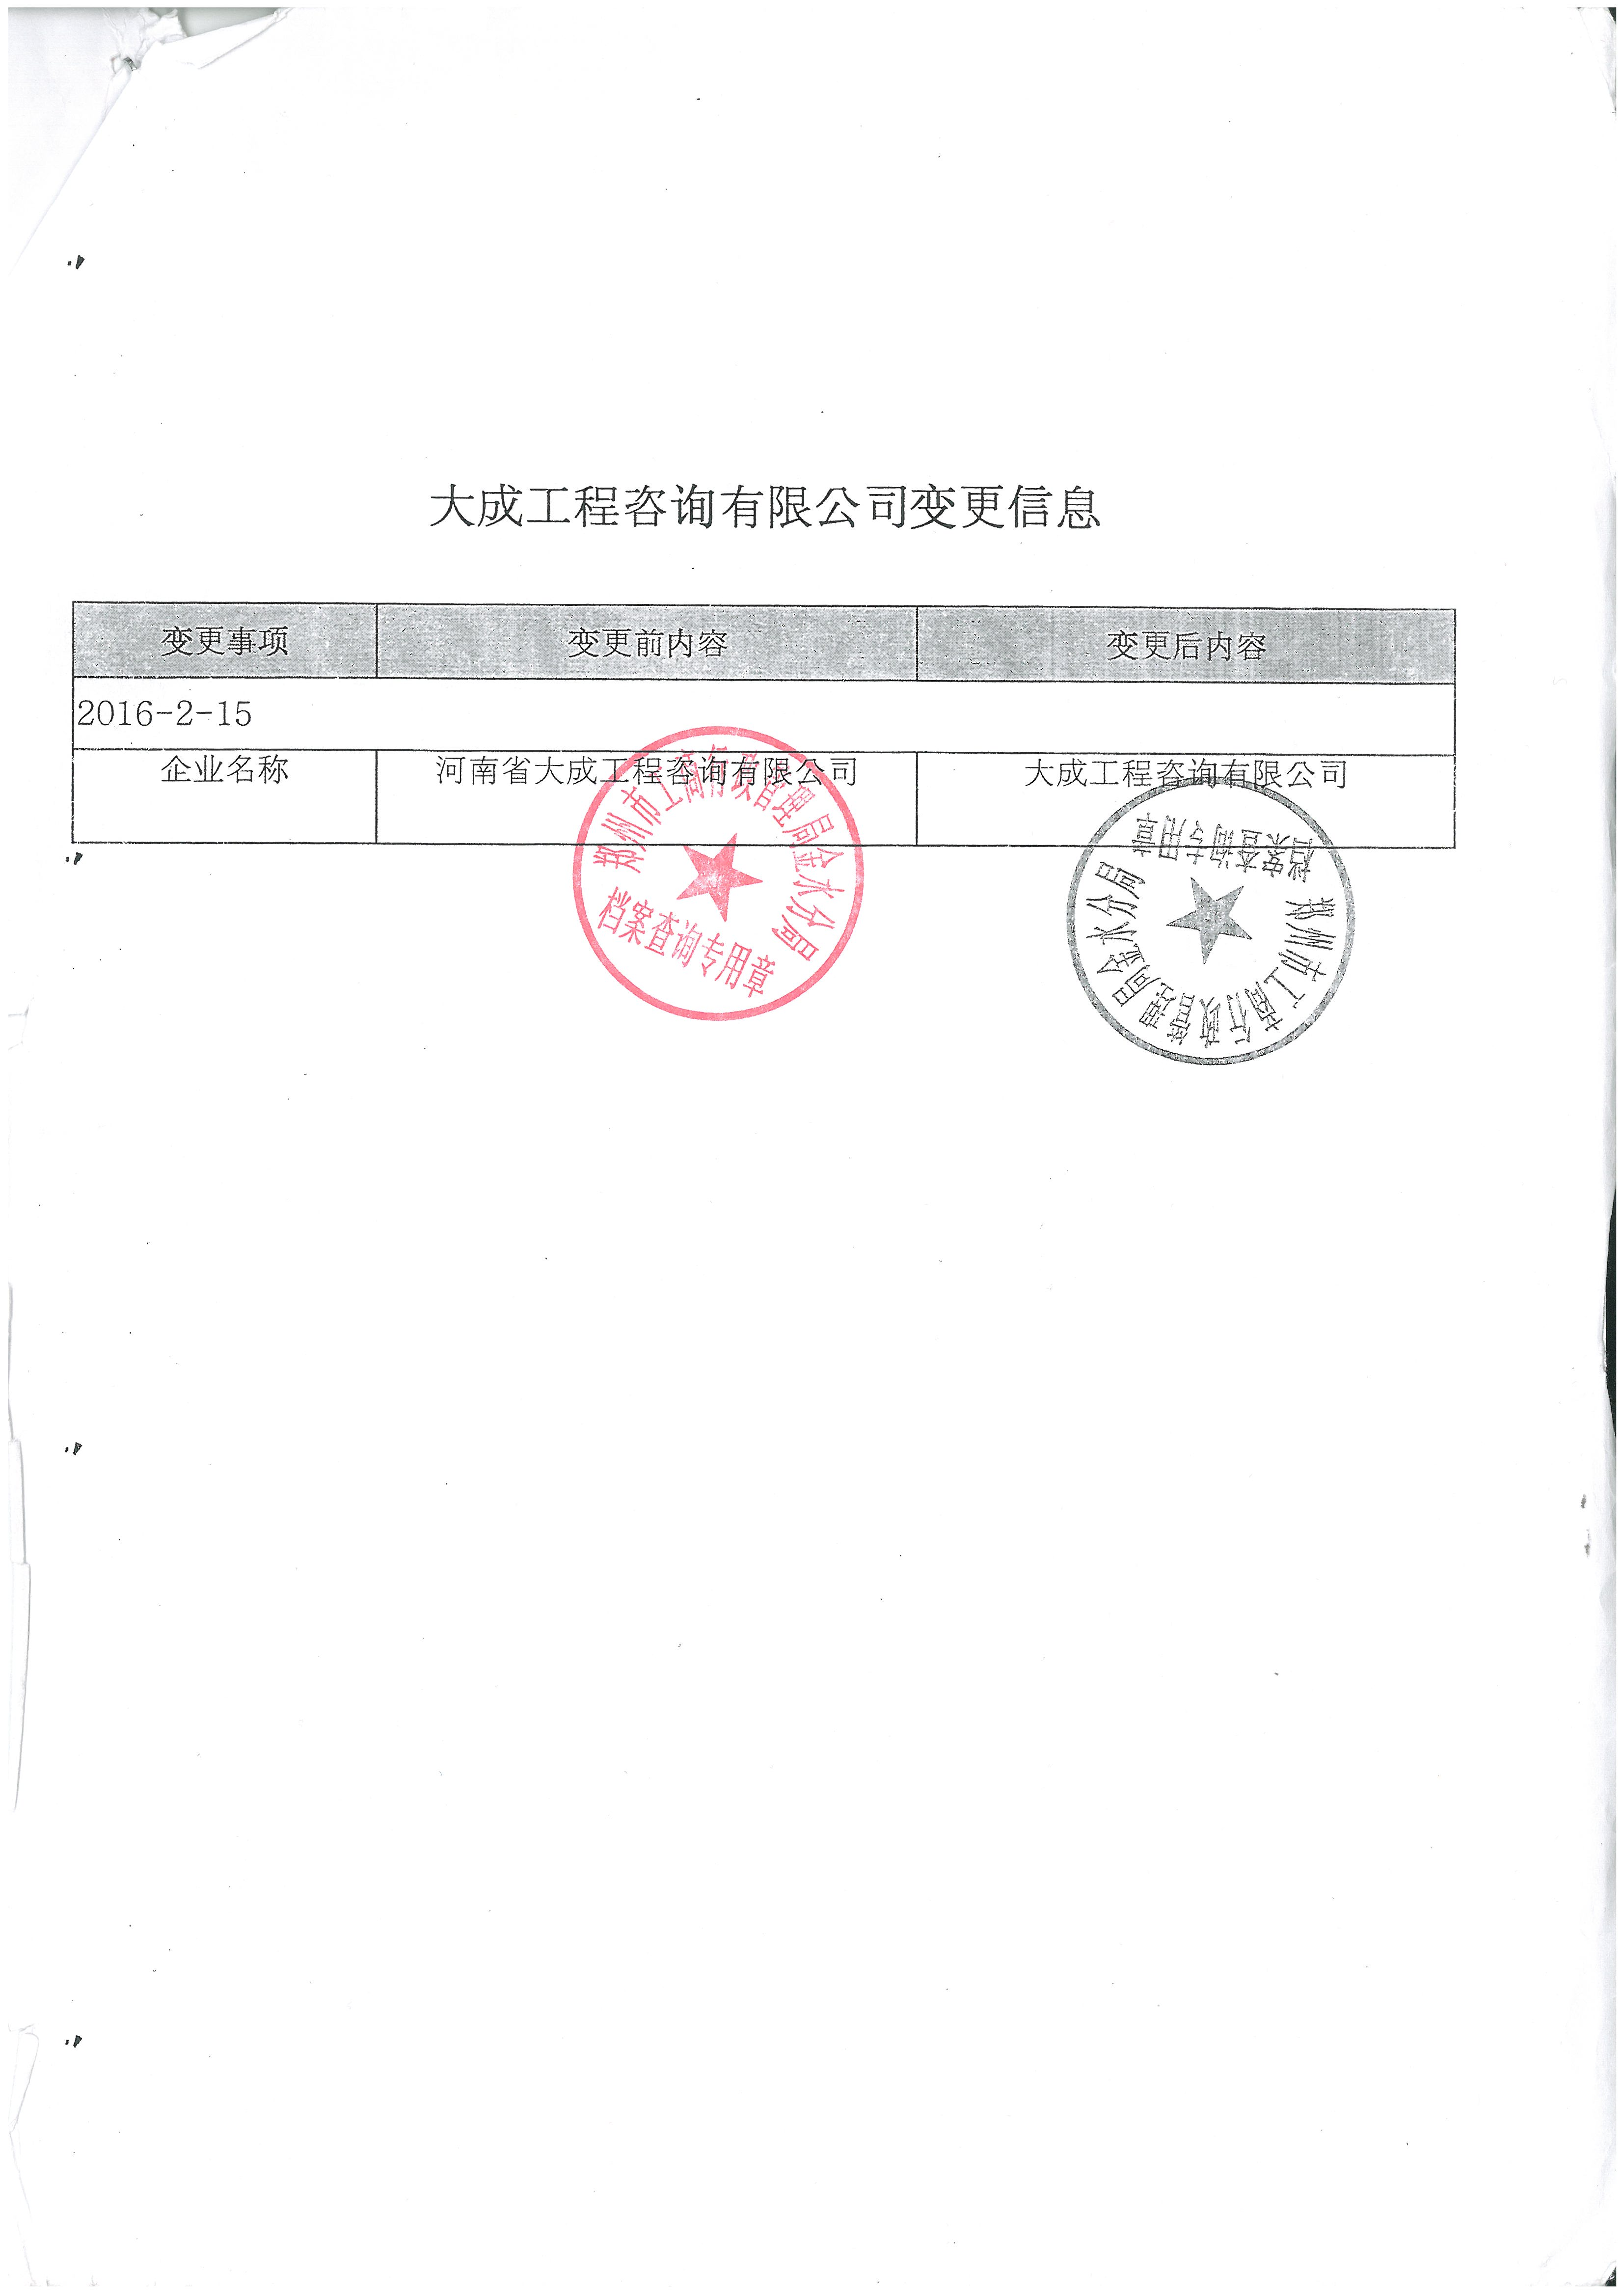 大成工程咨询有限公司变更信息
变更事项 变更前内容 变更后内容
2016-2-15
企业名称 河南省大成工程咨询有限公司 大成工程咨询有限公司
郑州市工商行政管理局金水分局
档案查询专用章
郑州市工商行政管理局金水分局
档案查询专用章